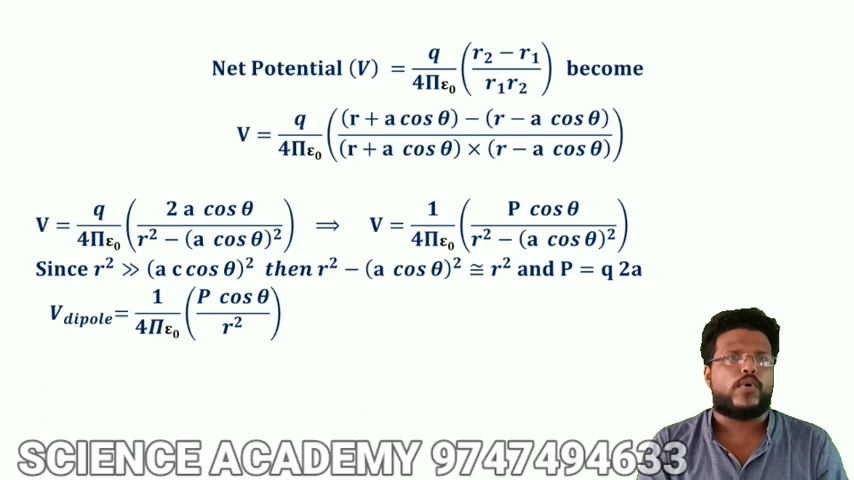 Net Potential (V) = q/4Πε₀ ((r₂ − r₁)/(r₁r₂)) become
V = q/4Πε₀ (((r + a cos θ) − (r − a cos θ))/((r + a cos θ) × (r − a cos θ)))
V = q/4Πε₀ ((2 a cos θ)/(r² − (a cos θ)²)) ⟹ V = 1/4Πε₀ ((P cos θ)/(r² − (a cos θ)²))
Since r² ≫ (a c cos θ)² then r² − (a cos θ)² ≅ r² and P = q 2a
V_dipole = 1/4Πε₀ ((P cos θ)/r²)
SCIENCE ACADEMY 9747494633